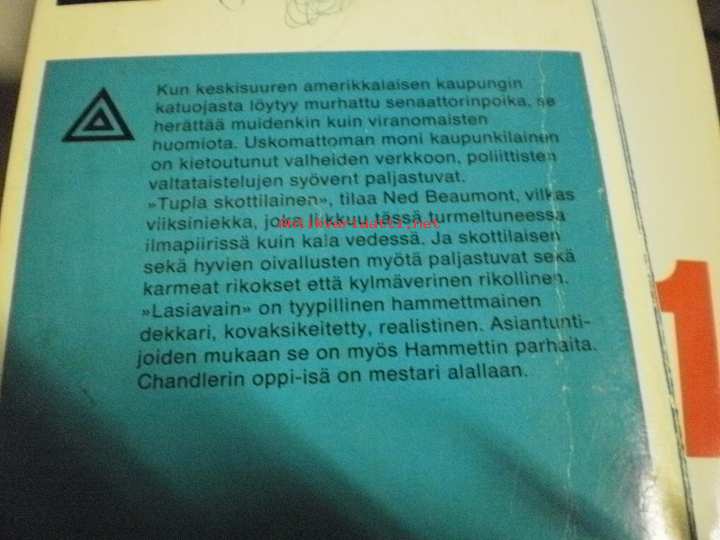 Kun keskisuuren amerikkalaisen kaupungin
katuojasta löytyy murhattu senaattorinpoika, se
herättää muidenkin kuin viranomaisten
huomiota. Uskomattoman moni kaupunkilainen
on kietoutunut valheiden verkkoon, poliittisten
valtataistelujen syövent paljastuvat.
»Tupla skottilainen», tilaa Ned Beaumont, vilkas
viiksiniekka, joka liikkuu tässä turmeltuneessa
Antikvariaatti.net
ilmapiirissä kuin kala vedessä. Ja skottilaisen
sekä hyvien oivallusten myötä paljastuvat sekä
karmeat rikokset että kylmäverinen rikollinen.
»Lasiavain» on tyypillinen hammettmainen
dekkari, kovaksikeitetty, realistinen. Asiantunti-
joiden mukaan se on myös Hammettin parhaita.
Chandlerin oppi-isä on mestari alallaan.
1